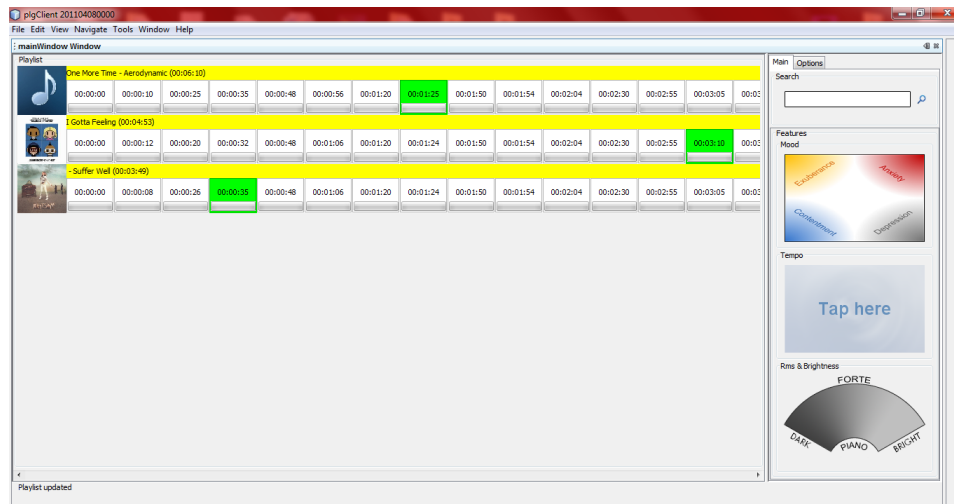 plgClient 201104080000
File Edit View Navigate Tools Window Help
mainWindow Window
Playlist
One More Time - Aerodynamic (00:06:10)
00:00:00 00:00:10 00:00:25 00:00:35 00:00:48 00:00:56 00:01:20 00:01:25 00:01:50 00:01:54 00:02:04 00:02:30 00:02:55 00:03:05 00:03
I Gotta Feeling (00:04:53)
00:00:00 00:00:12 00:00:20 00:00:32 00:00:48 00:01:06 00:01:20 00:01:24 00:01:50 00:01:54 00:02:04 00:02:30 00:02:55 00:03:10 00:03
- Suffer Well (00:03:49)
00:00:00 00:00:08 00:00:26 00:00:35 00:00:48 00:01:06 00:01:20 00:01:24 00:01:50 00:01:54 00:02:04 00:02:30 00:02:55 00:03:05 00:03
Main Options
Search
Features
Mood
Exuberance Anxiety
Contentment Depression
Tempo
Tap here
Rms & Brightness
FORTE
DARK PIANO BRIGHT
Playlist updated